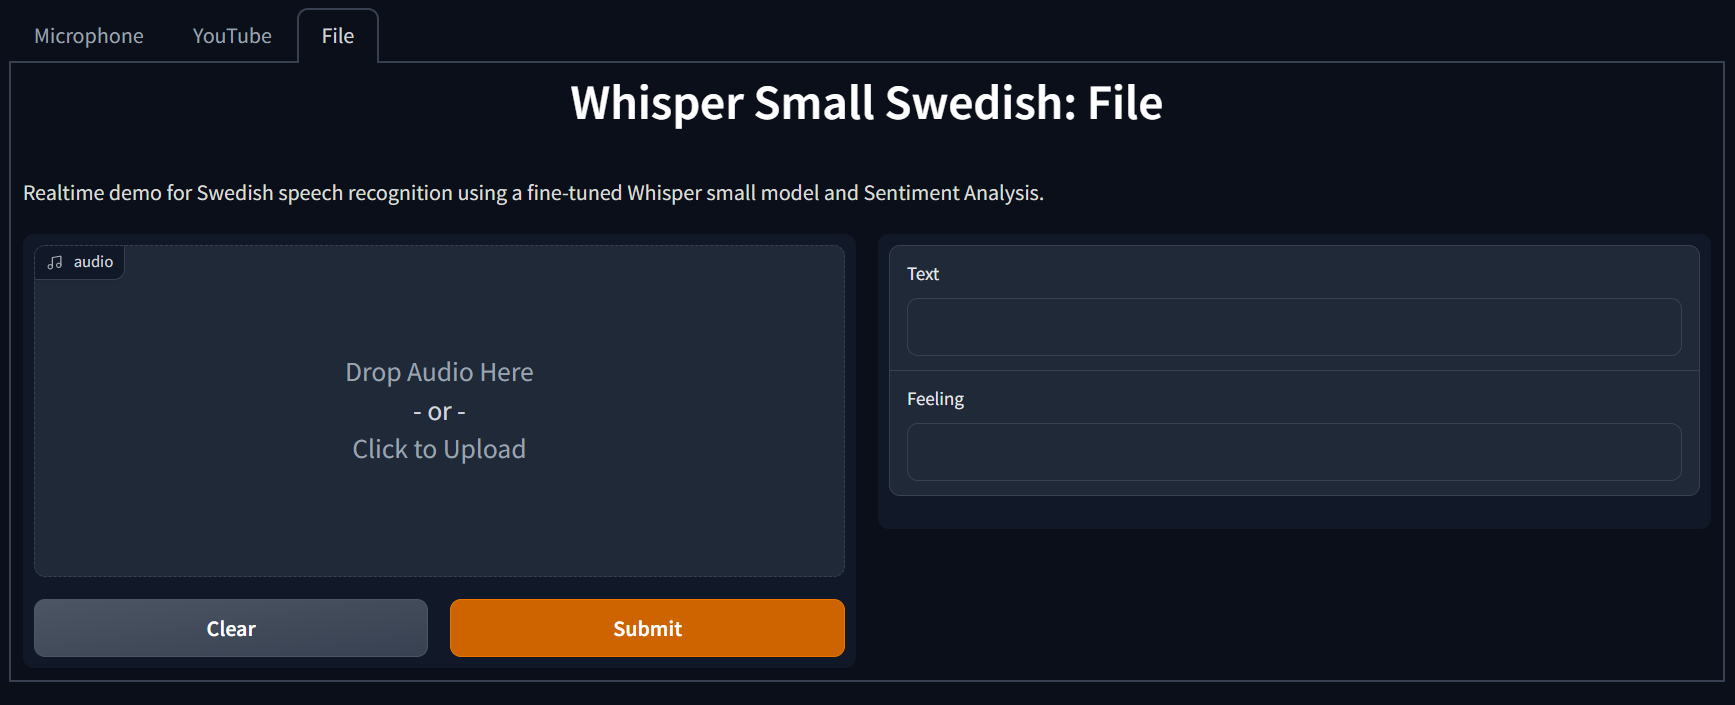 Microphone
YouTube
File
Whisper Small Swedish: File
Realtime demo for Swedish speech recognition using a fine-tuned Whisper small model and Sentiment Analysis.
audio
Drop Audio Here
- or -
Click to Upload
Clear
Submit
Text
Feeling